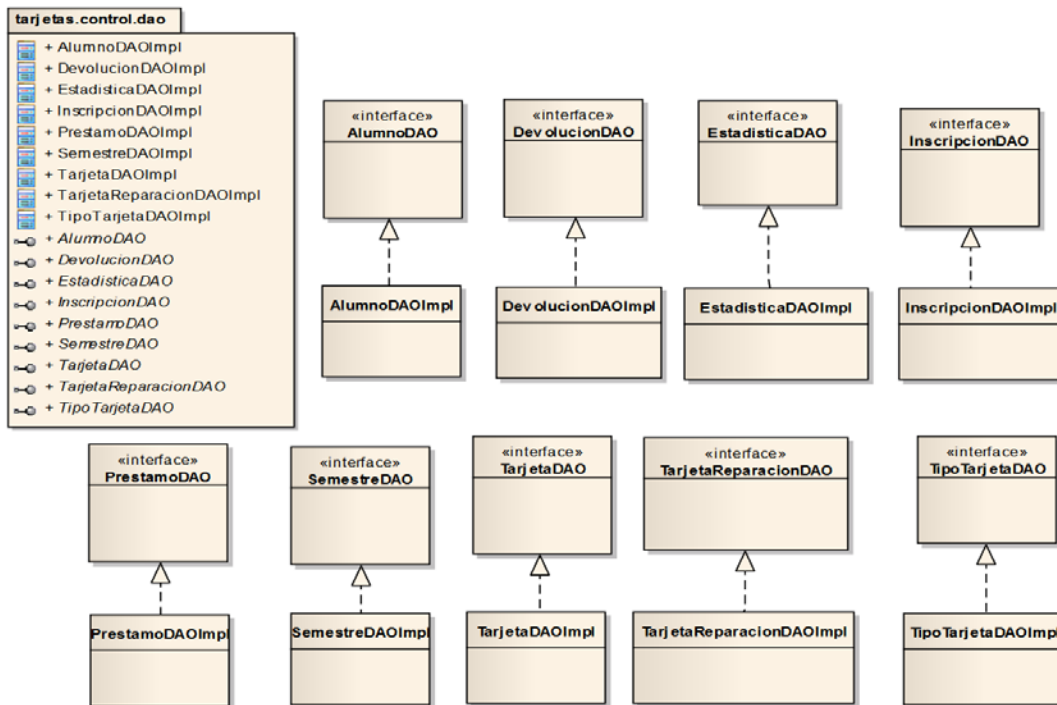 tarjetas.control.dao
+ AlumnoDAOImpl
+ DevolucionDAOImpl
+ EstadisticaDAOImpl
+ InscripcionDAOImpl
+ PrestamoDAOImpl
+ SemestreDAOImpl
+ TarjetaDAOImpl
+ TarjetaReparacionDAOImpl
+ TipoTarjetaDAOImpl
+ AlumnoDAO
+ DevolucionDAO
+ EstadisticaDAO
+ InscripcionDAO
+ PrestamoDAO
+ SemestreDAO
+ TarjetaDAO
+ TarjetaReparacionDAO
+ TipoTarjetaDAO
«interface»
AlumnoDAO
«interface»
DevolucionDAO
«interface»
EstadisticaDAO
«interface»
InscripcionDAO
AlumnoDAOImpl
DevolucionDAOImpl
EstadisticaDAOImpl
InscripcionDAOImpl
«interface»
PrestamoDAO
«interface»
SemestreDAO
«interface»
TarjetaDAO
«interface»
TarjetaReparacionDAO
«interface»
TipoTarjetaDAO
PrestamoDAOImpl
SemestreDAOImpl
TarjetaDAOImpl
TarjetaReparacionDAOImpl
TipoTarjetaDAOImpl